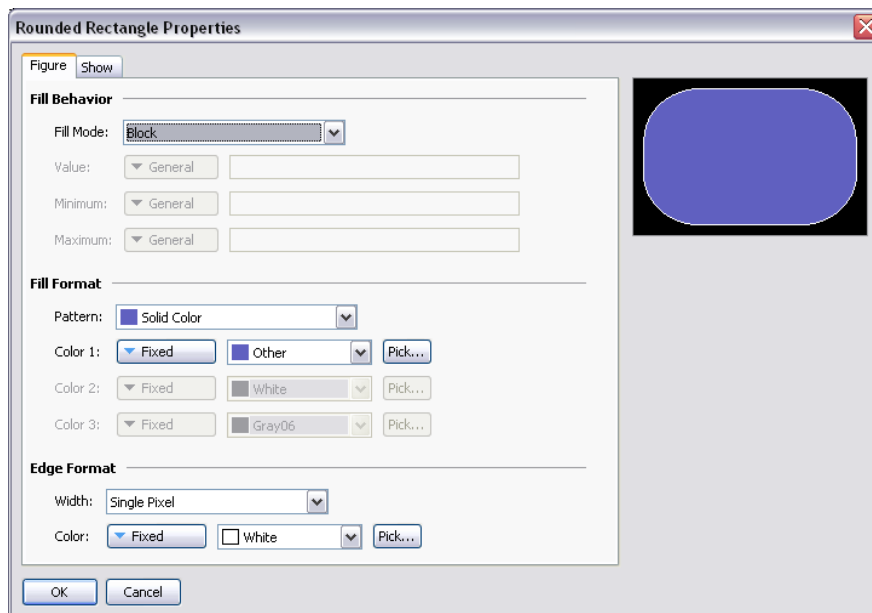 Rounded Rectangle Properties
Figure Show
Fill Behavior
Fill Mode: Block
Value: General
Minimum: General
Maximum: General
Fill Format
Pattern: Solid Color
Color 1: Fixed Other Pick...
Color 2: Fixed White Pick...
Color 3: Fixed Gray06 Pick...
Edge Format
Width: Single Pixel
Color: Fixed White Pick...
OK Cancel